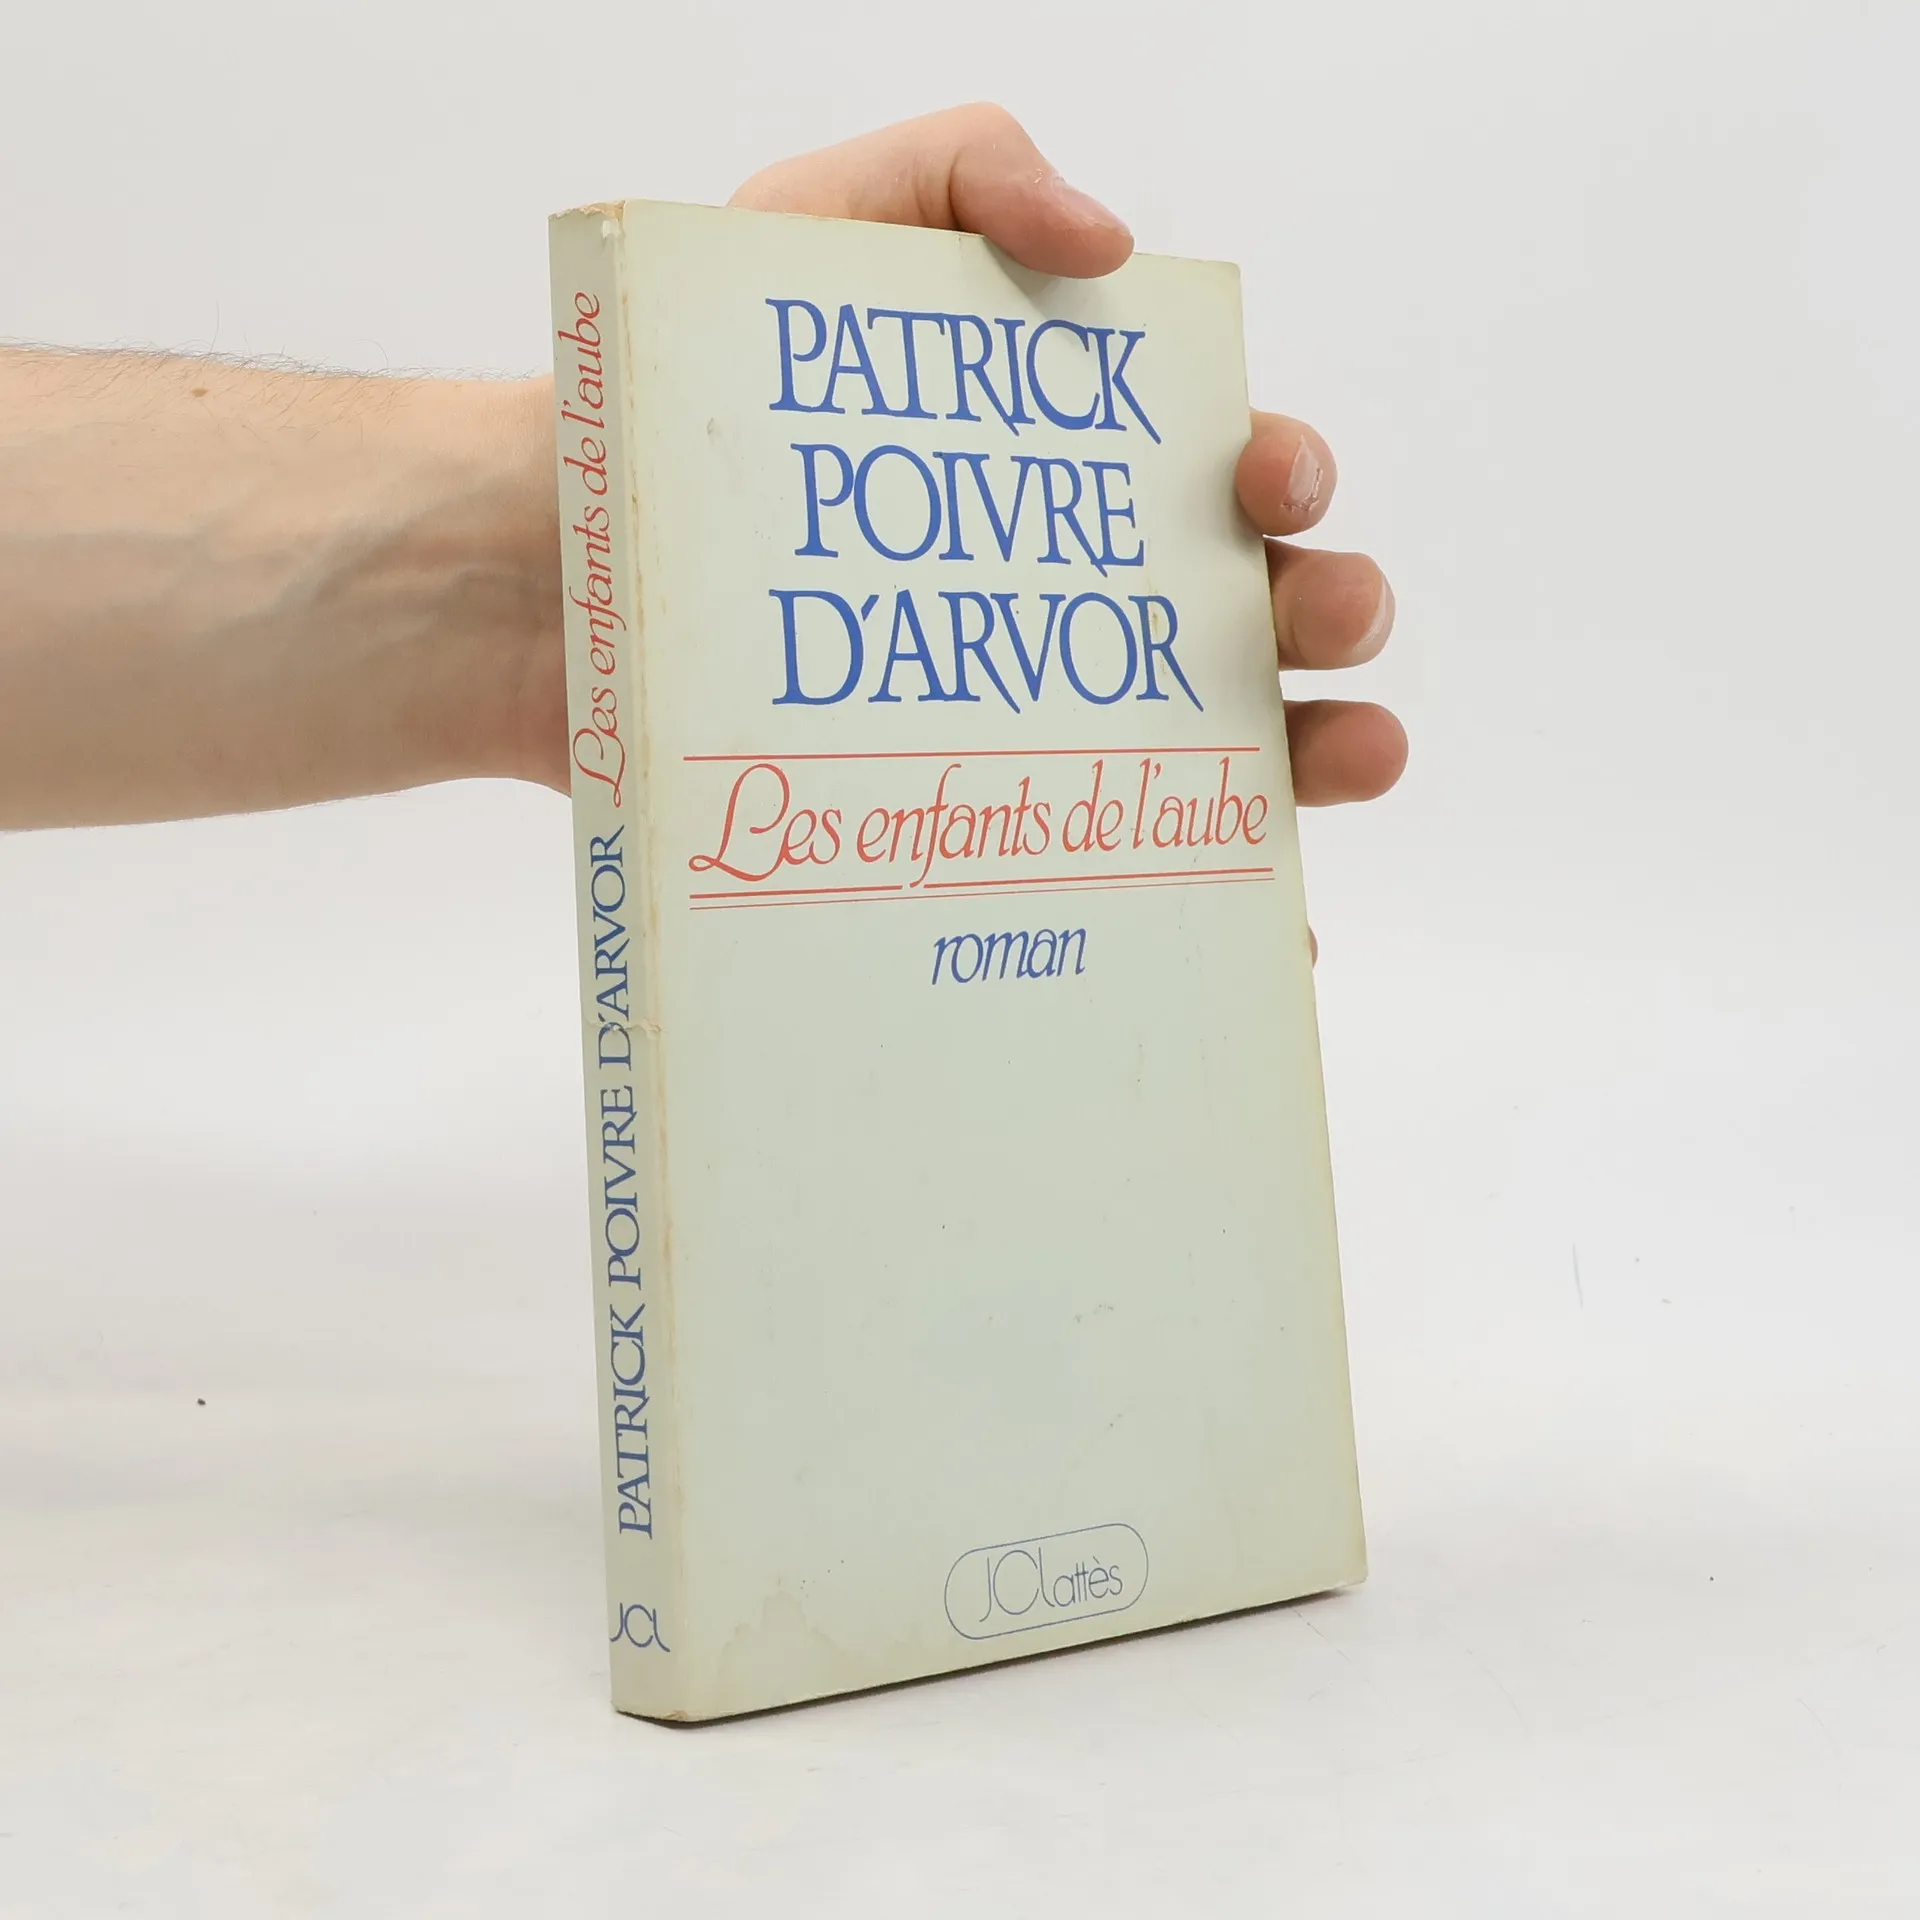 PATRICK
POIVRE
D'ARVOR
Les enfants de l'aube
roman
JCLattès
PATRICK POIVRE D'ARVOR Les enfants de l'aube
JCL